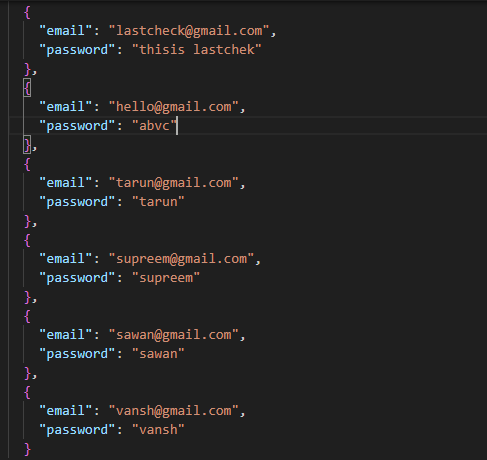 {
"email": "lastcheck@gmail.com",
"password": "thisis lastchek"
},
{
"email": "hello@gmail.com",
"password": "abvc"
},
{
"email": "tarun@gmail.com",
"password": "tarun"
},
{
"email": "supreem@gmail.com",
"password": "supreem"
},
{
"email": "sawan@gmail.com",
"password": "sawan"
},
{
"email": "vansh@gmail.com",
"password": "vansh"
}